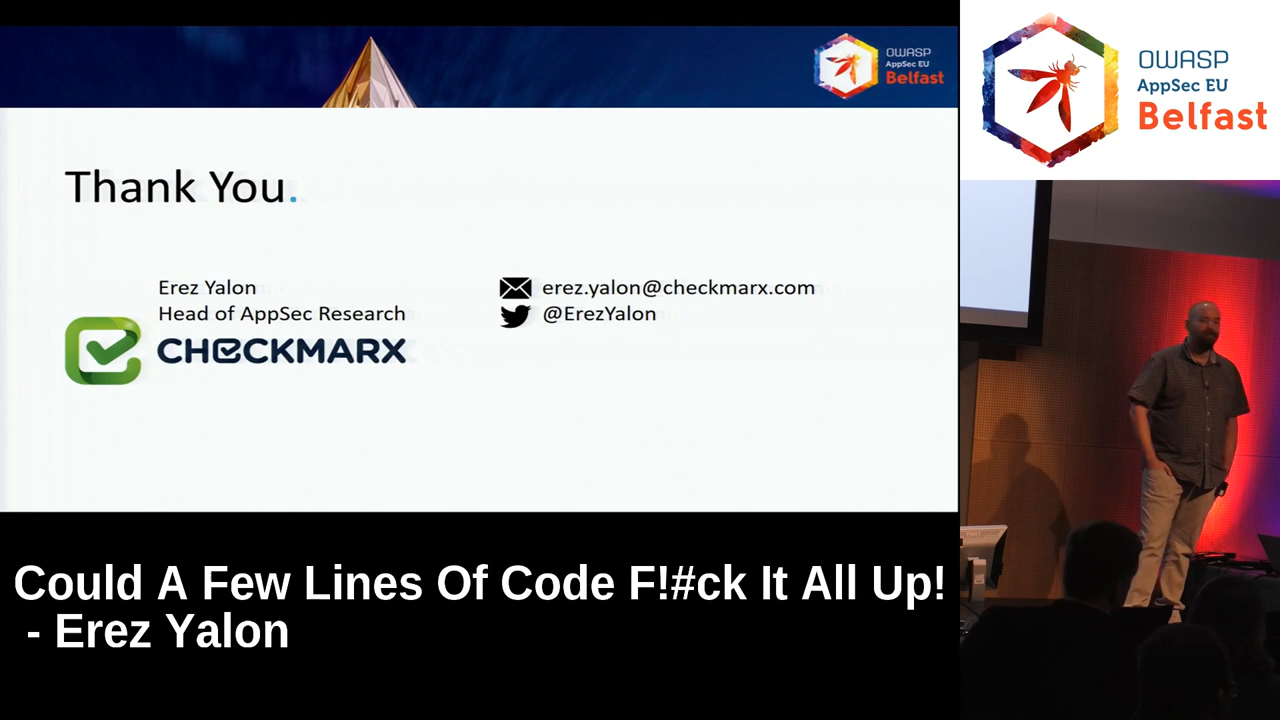 OWASP
AppSec EU
Belfast
Thank You.
Erez Yalon
Head of AppSec Research
CHECKMARX
erez.yalon@checkmarx.com
@ErezYalon
OWASP
AppSec EU
Belfast
Could A Few Lines Of Code F!#ck It All Up!
- Erez Yalon